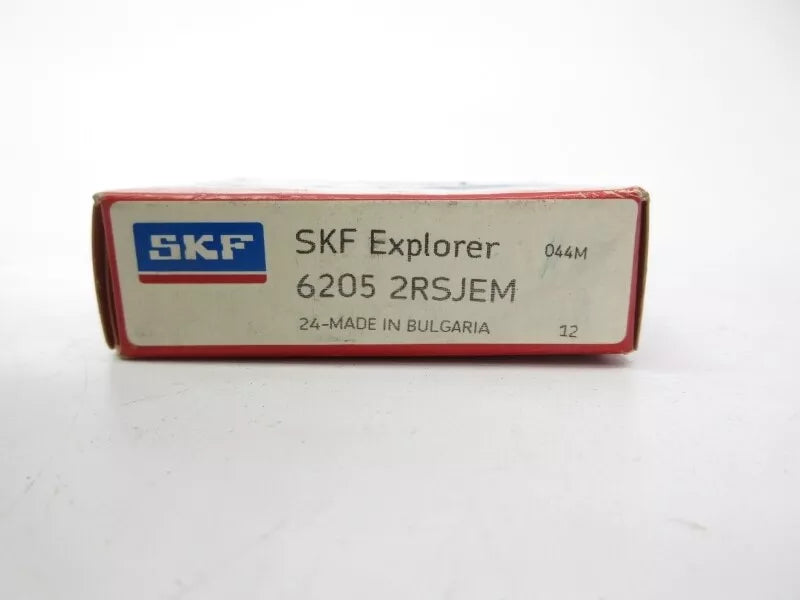 SKF
SKF Explorer 044M
6205 2RSJEM
24-MADE IN BULGARIA 12